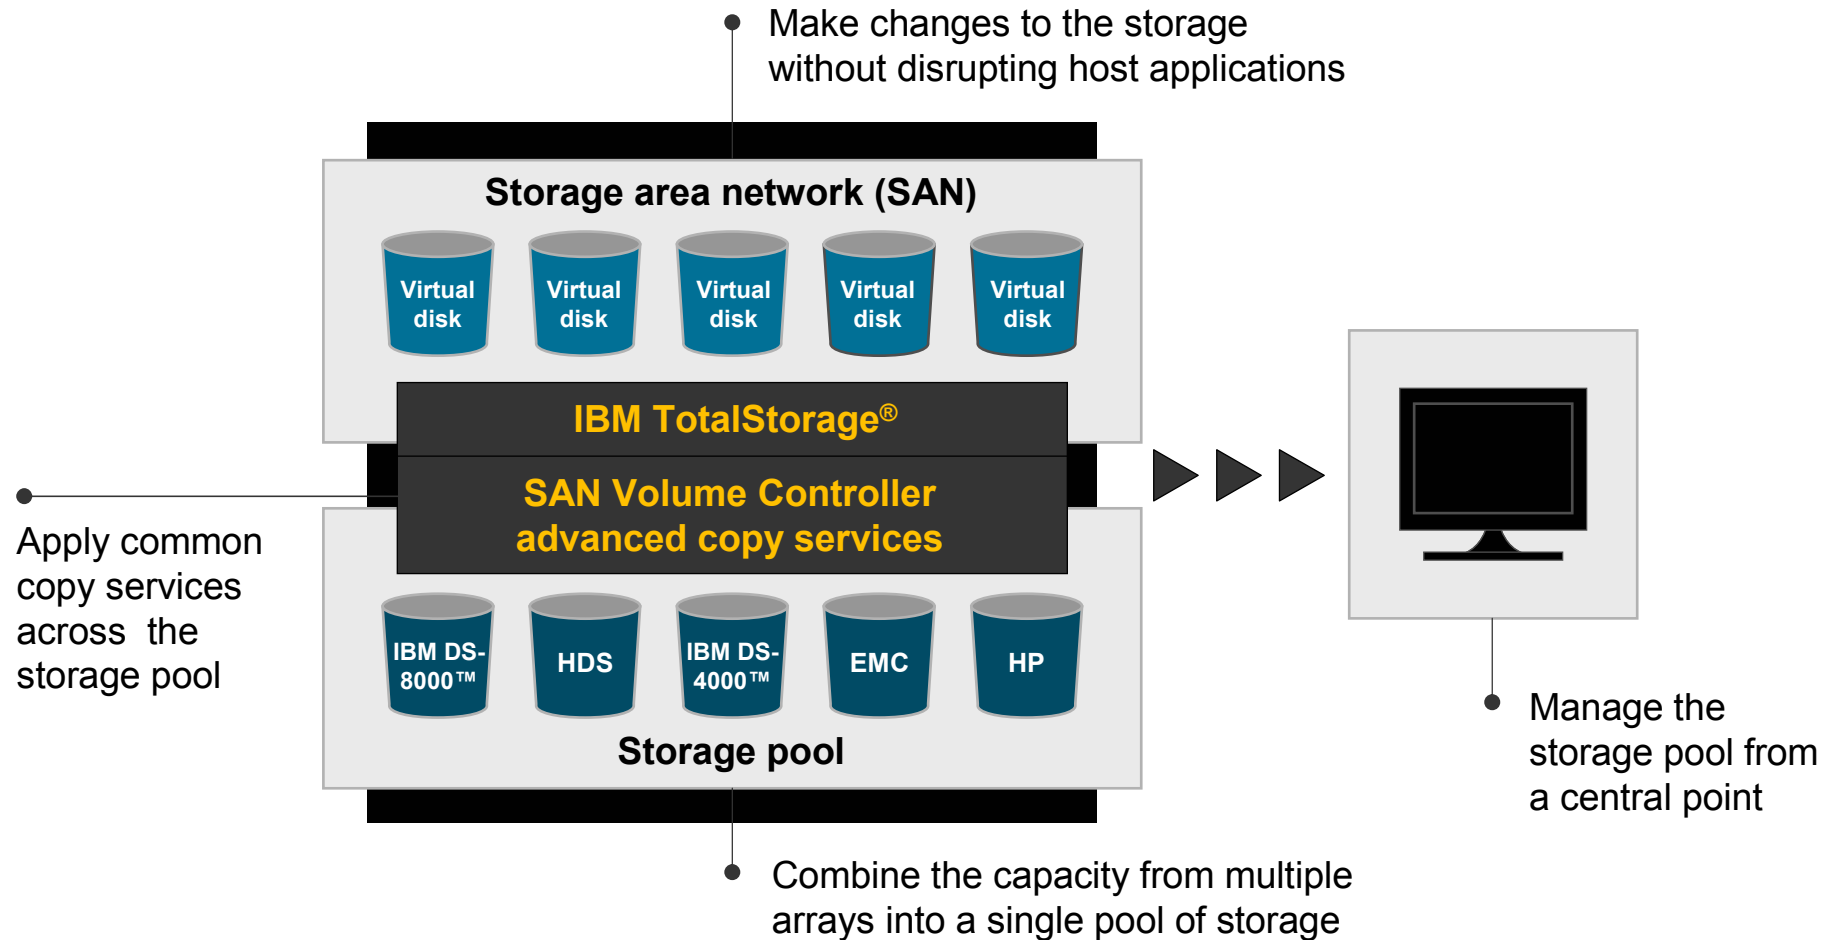 Make changes to the storage
without disrupting host applications
Storage area network (SAN)
Virtual
disk
Virtual
disk
Virtual
disk
Virtual
disk
Virtual
disk
IBM TotalStorage®
SAN Volume Controller
advanced copy services
Apply common
copy services
across  the
storage pool
IBM DS-
8000™
HDS
IBM DS-
4000™
EMC
HP
Storage pool
Manage the
storage pool from
a central point
Combine the capacity from multiple
arrays into a single pool of storage